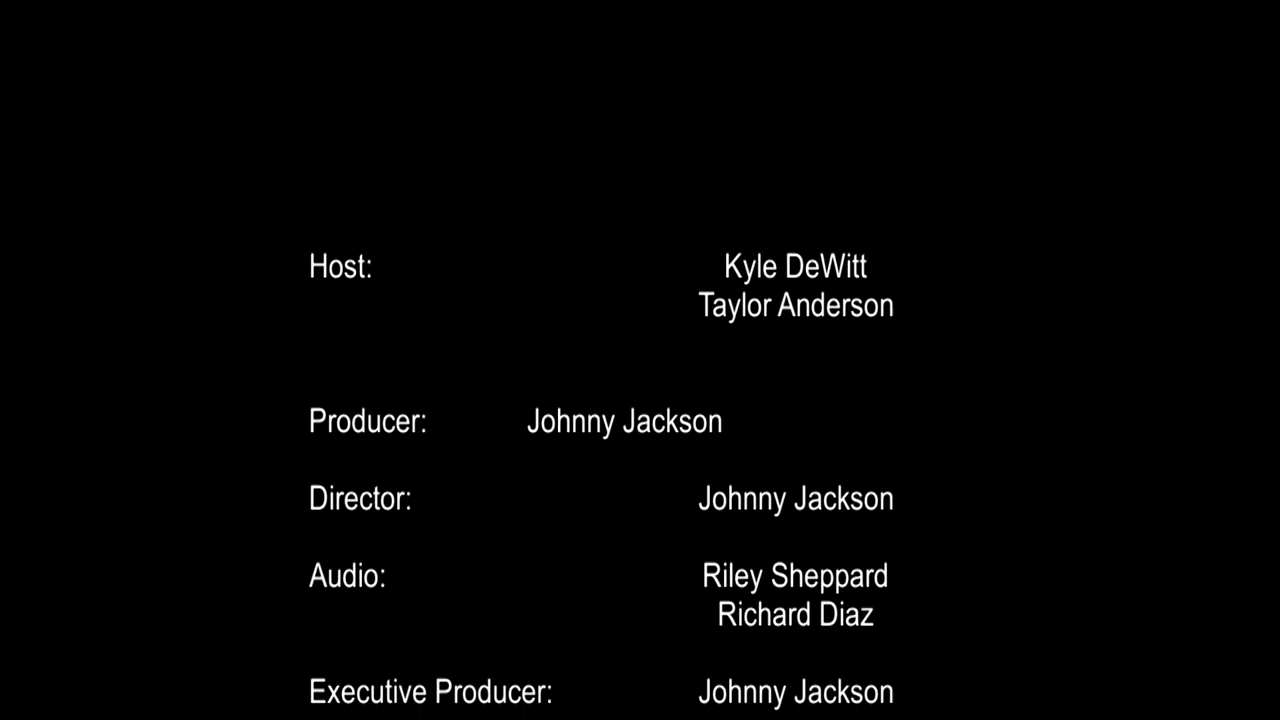 Host: Kyle DeWitt
Taylor Anderson
Producer: Johnny Jackson
Director: Johnny Jackson
Audio: Riley Sheppard
Richard Diaz
Executive Producer: Johnny Jackson